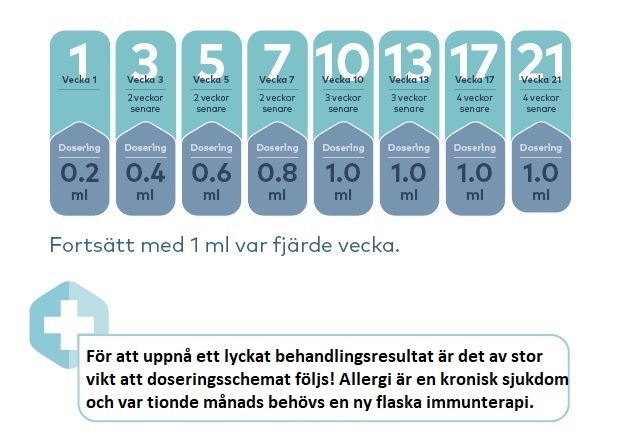 1 3 5 7 10 13 17 21
Vecka 1 Vecka 3 Vecka 5 Vecka 7 Vecka 10 Vecka 13 Vecka 17 Vecka 21
2 veckor 2 veckor 2 veckor 3 veckor 3 veckor 4 veckor 4 veckor
senare senare senare senare senare senare senare
Dosering Dosering Dosering Dosering Dosering Dosering Dosering Dosering
0.2 0.4 0.6 0.8 1.0 1.0 1.0 1.0
ml ml ml ml ml ml ml ml
Fortsätt med 1 ml var fjärde vecka.
För att uppnå ett lyckat behandlingsresultat är det av stor
vikt att doseringsschemat följs! Allergi är en kronisk sjukdom
och var tionde månads behövs en ny flaska immunterapi.